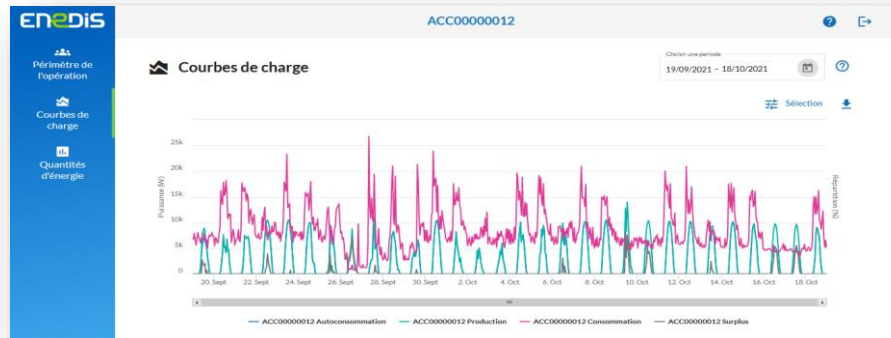 ENEDIS
ACC00000012
Périmètre de
l'opération
Courbes de
charge
Quantités
d'énergie
Courbes de charge
Choisir une periode
19/09/2021 – 18/10/2021
Sélection
Puissance (W)
25k
20k
15k
10k
5k
0
Répartition (%)
20. Sept
22. Sept
24. Sept
26. Sept
28. Sept
30. Sept
2. Oct
4. Oct
6. Oct
8. Oct
10. Oct
12. Oct
14. Oct
16. Oct
18. Oct
ACC00000012 Autoconsommation
ACC00000012 Production
ACC00000012 Consommation
ACC00000012 Surplus